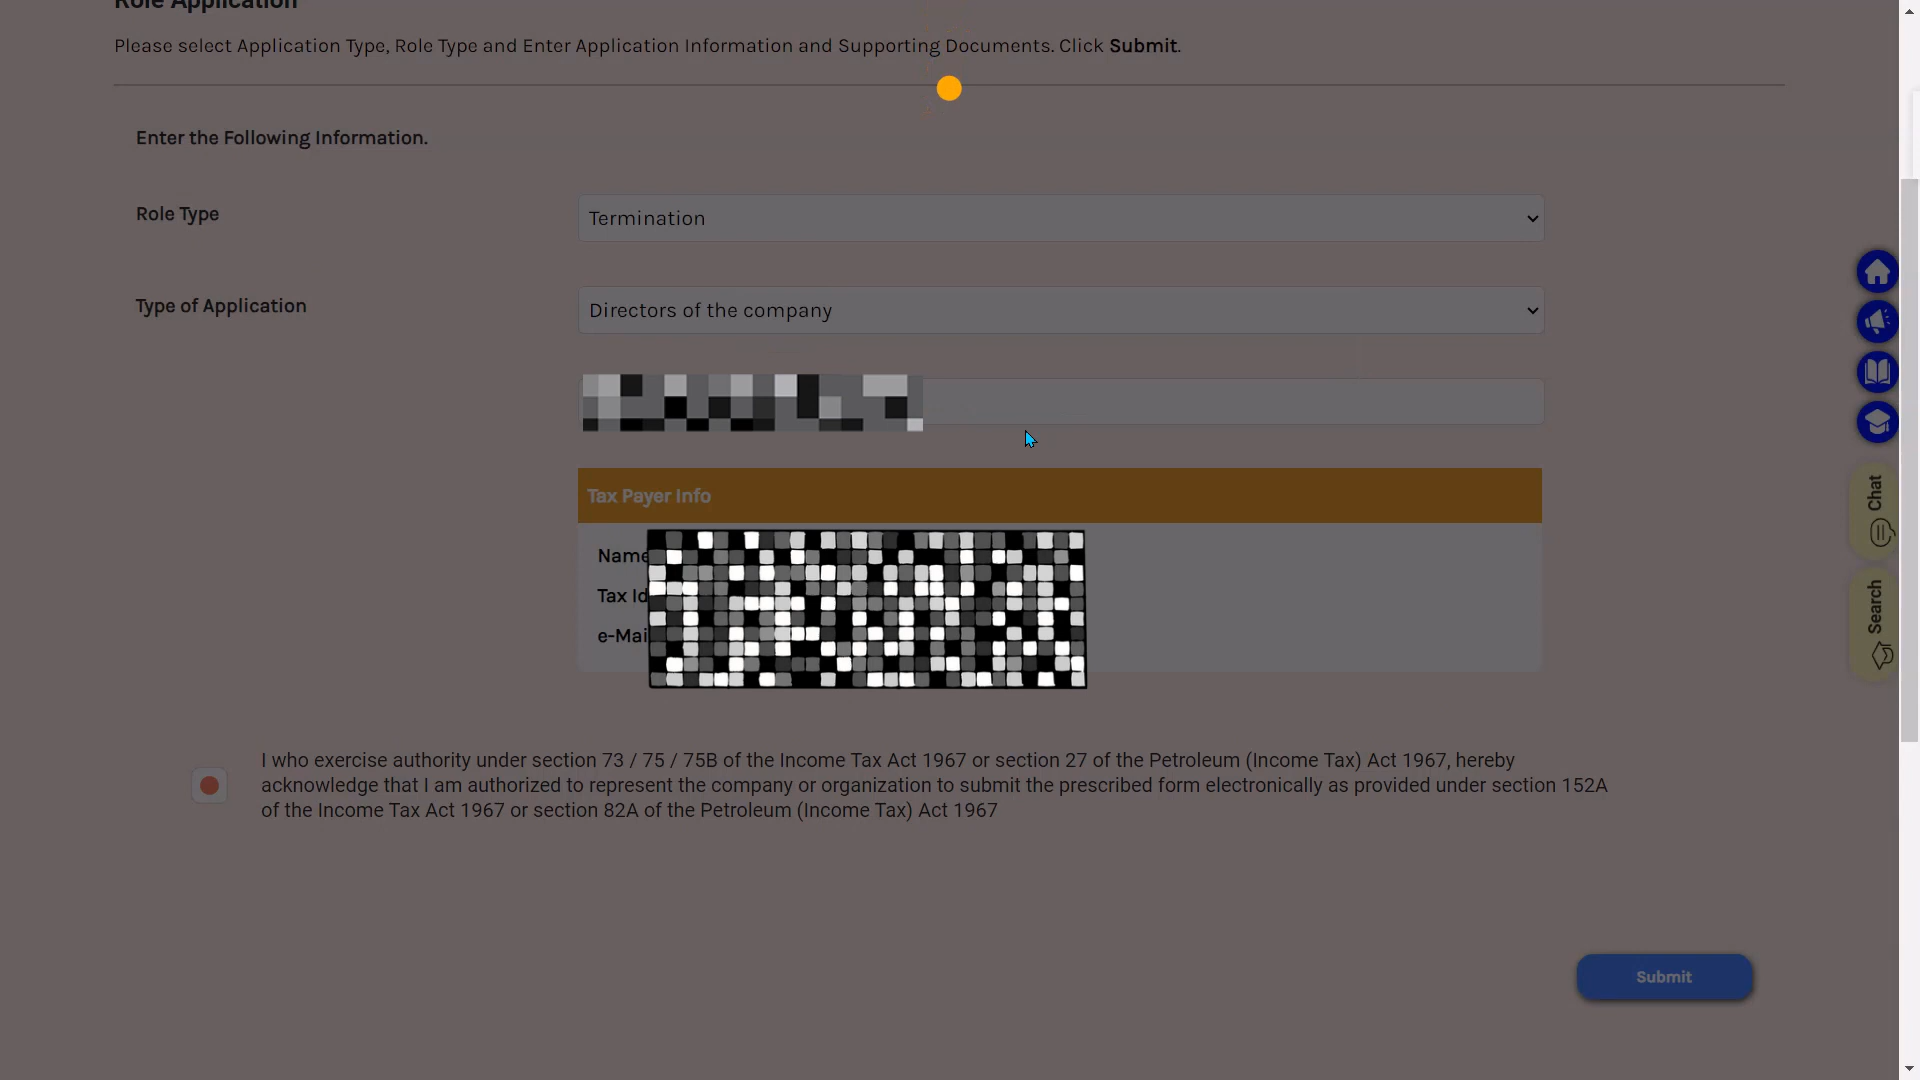 Role Application
Please select Application Type, Role Type and Enter Application Information and Supporting Documents. Click Submit.
Enter the Following Information.
Role Type
Termination
Type of Application
Directors of the company
Tax Payer Info
Name
Tax Id
e-Mai
I who exercise authority under section 73 / 75 / 75B of the Income Tax Act 1967 or section 27 of the Petroleum (Income Tax) Act 1967, hereby
acknowledge that I am authorized to represent the company or organization to submit the prescribed form electronically as provided under section 152A
of the Income Tax Act 1967 or section 82A of the Petroleum (Income Tax) Act 1967
Submit
Chat
Search